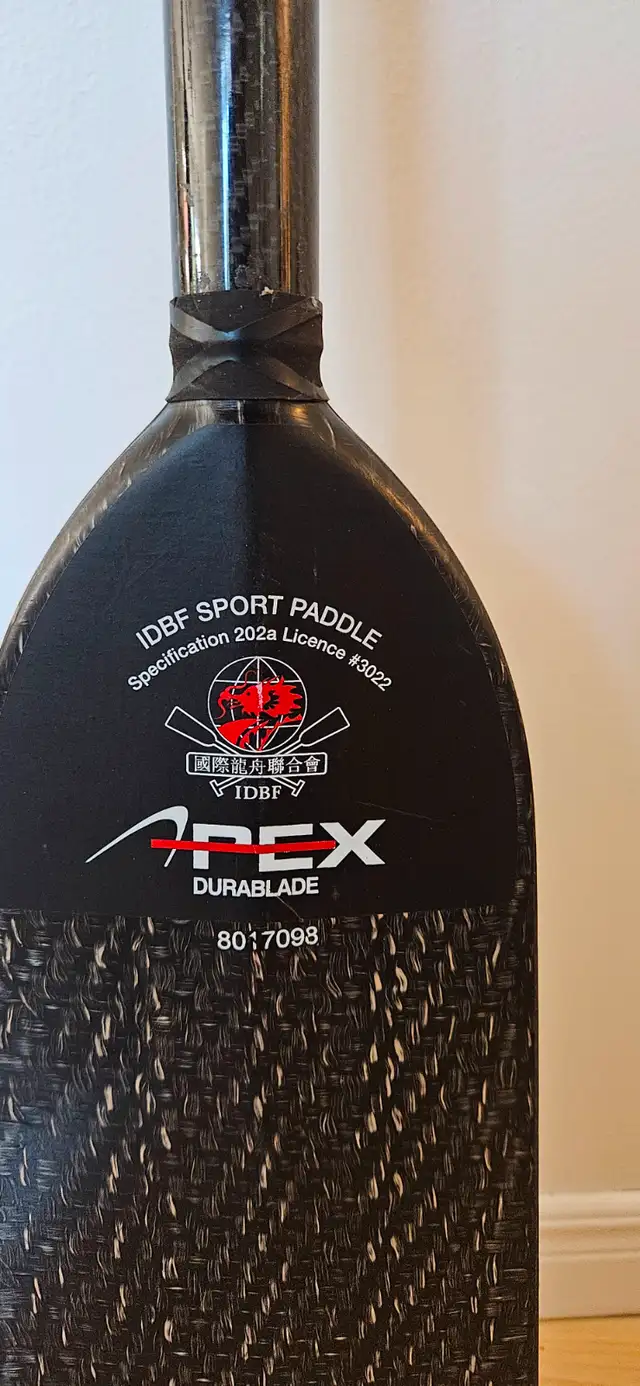 IDBF SPORT PADDLE
Specification 202a Licence #3022
國際龍舟聯合會
IDBF
APEX
DURABLADE
8017098